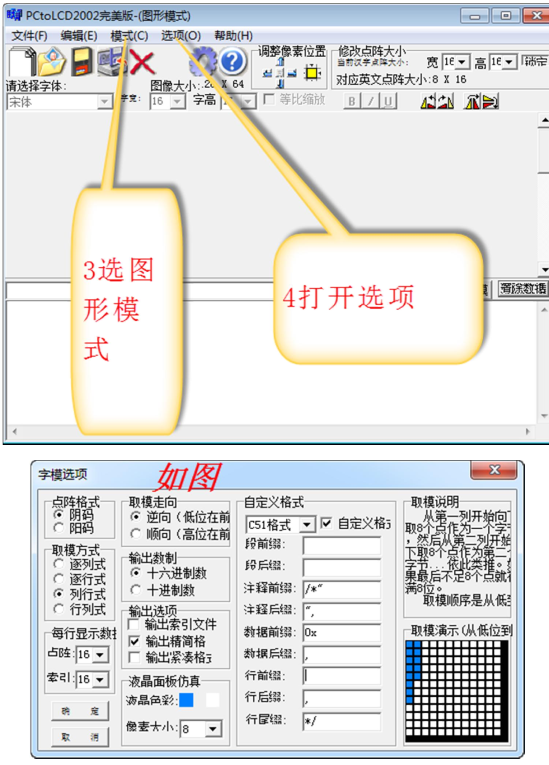 PCtoLCD2002完美版-(图形模式)
文件(F) 编辑(E) 模式(C) 选项(O) 帮助(H)
调整像素位置 修改点阵大小
当前汉字点阵大小: 宽 16 高 16
请选择字体: 图像大小: X 64 对应英文点阵大小:8 X 16
宋体 字宽: 16 字高 等比缩放 B I U
3选图
形模
式
4打开选项
清除数据
如图
字模选项
点阵格式
阴码
阳码
取模方式
逐列式
逐行式
列行式
行列式
每行显示数据
点阵: 16
索引: 16
确 定
取 消
取模走向
逆向(低位在前
顺向(高位在前
输出数制
十六进制数
十进制数
输出选项
输出索引文件
输出精简格
输出紧凑格式
液晶面板仿真
液晶色彩:
像素大小: 8
自定义格式
C51格式 自定义格式
段前缀:
段后缀:
注释前缀: /*"
注释后缀: ",
数据前缀: 0x
数据后缀: ,
行前缀:
行后缀: ,
行尾缀: */
取模说明
从第一列开始向下
取8个点作为一个字节
,然后从第二列开始
下取8个点作为第二个
字节...依此类推。如
果最后不足8个点就补
满8位。
取模顺序是从低到
取模演示(从低位到